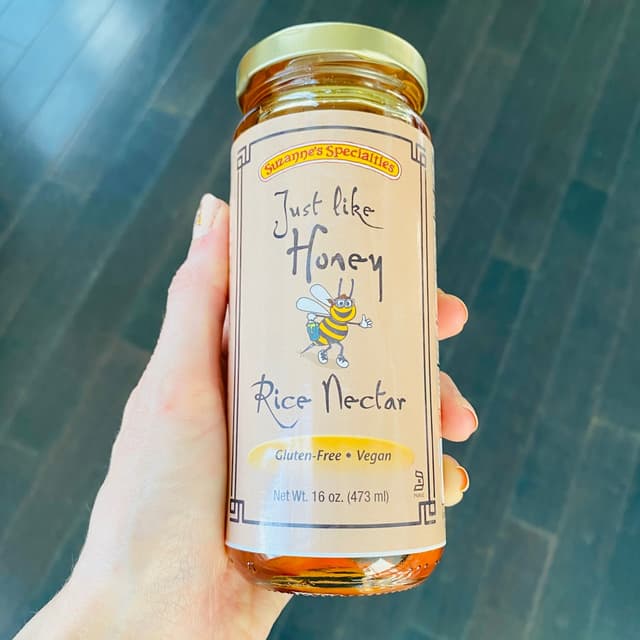 Suzanne's Specialties
Just like
Honey
Rice Nectar
Gluten-Free • Vegan
Net Wt. 16 oz. (473 ml)